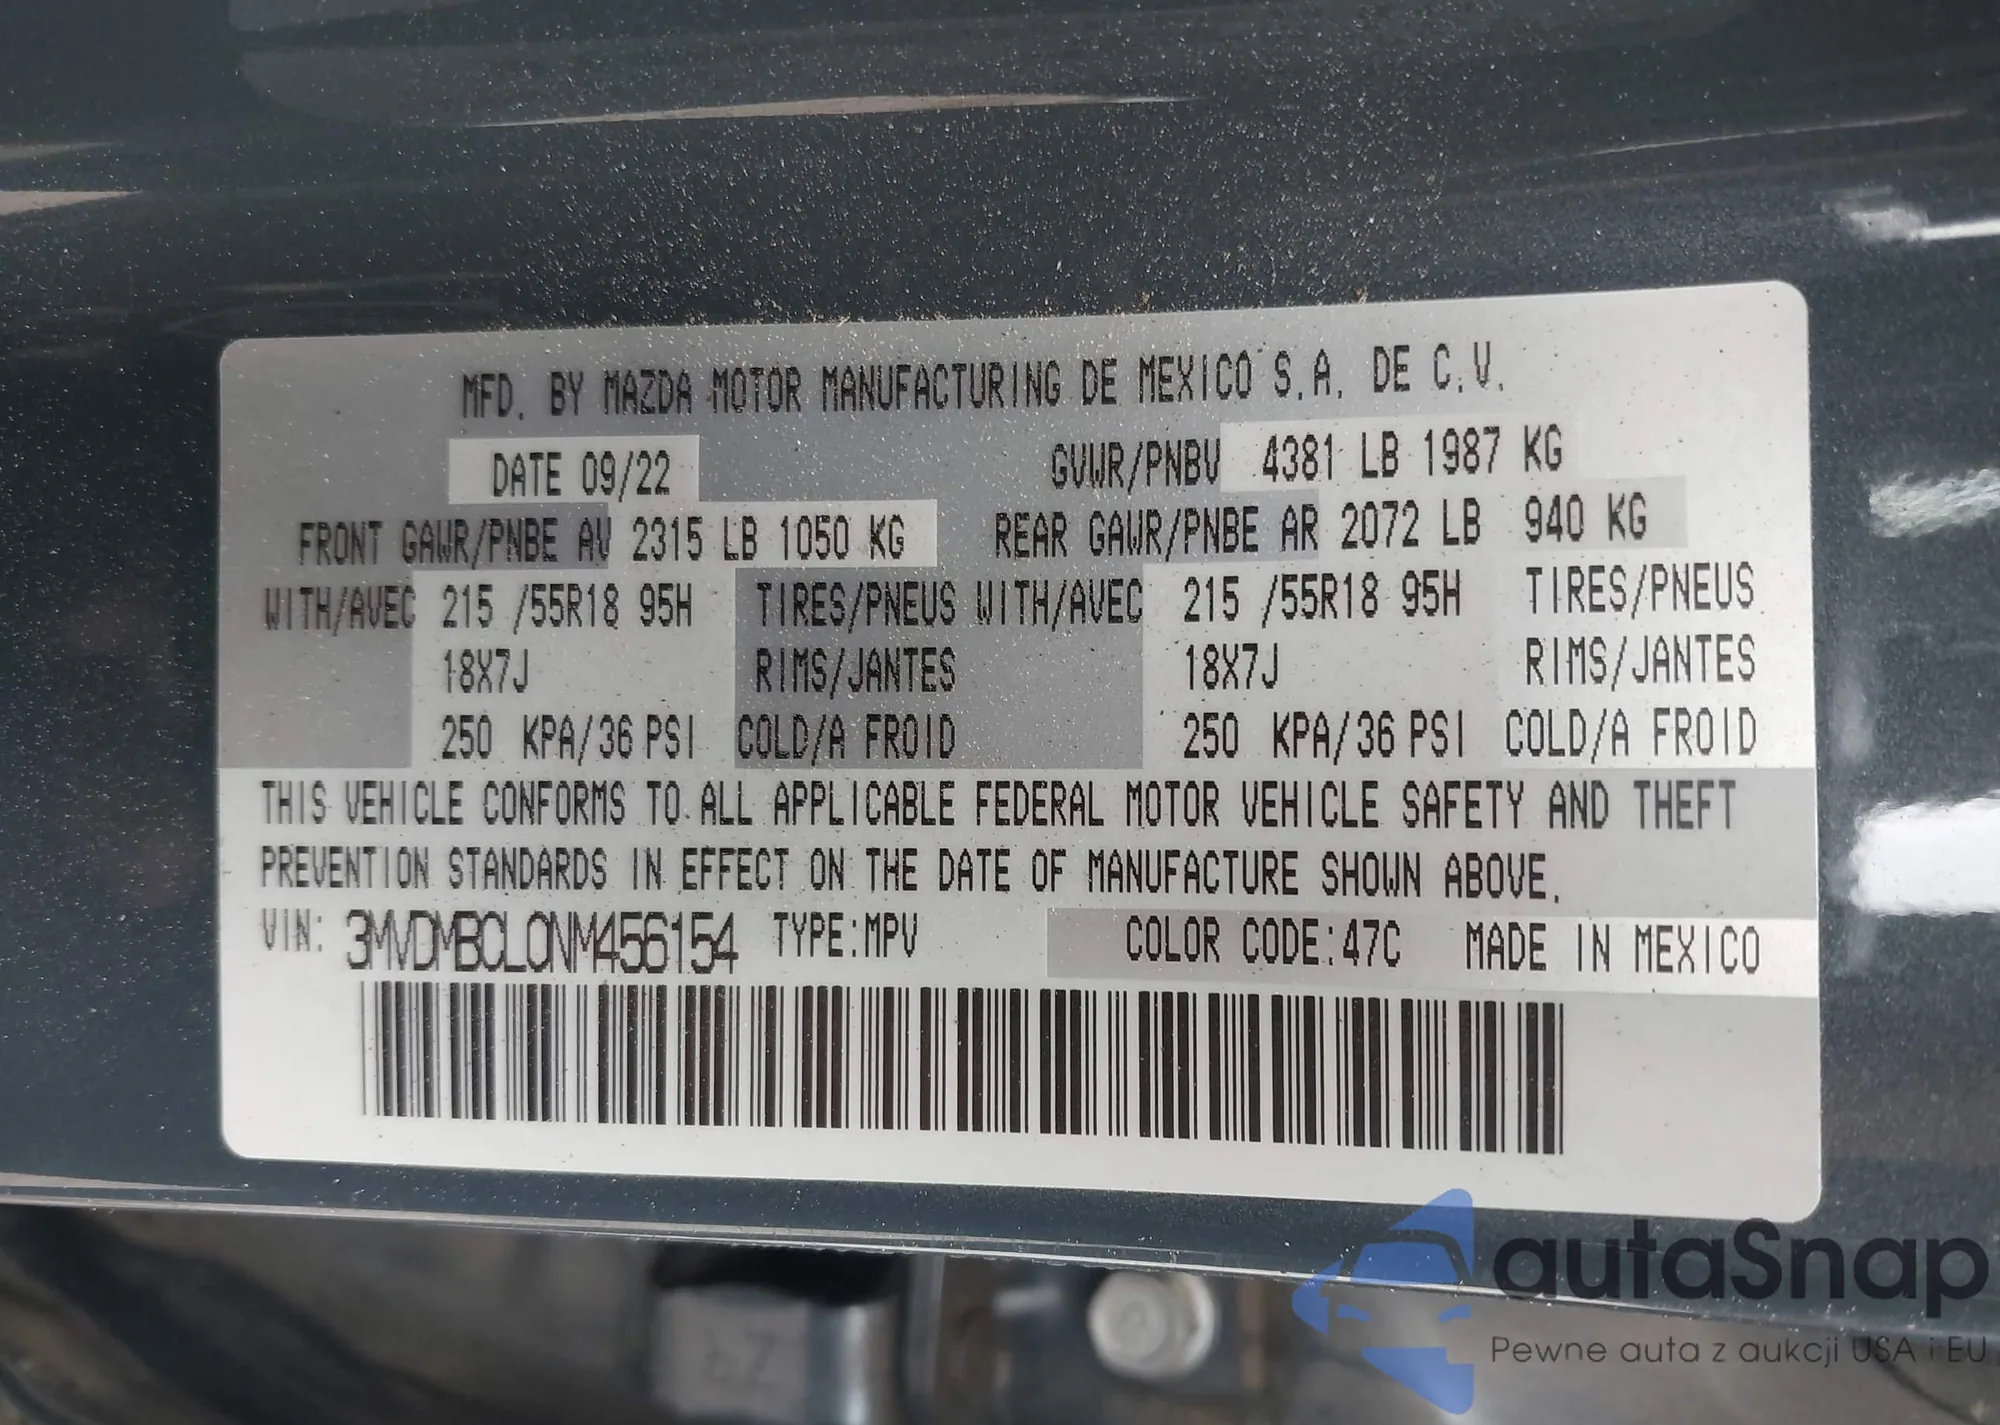 MFD. BY MAZDA MOTOR MANUFACTURING DE MEXICO S.A. DE C.V.
DATE 09/22 GVWR/PNBV 4381 LB 1987 KG
FRONT GAWR/PNBE AV 2315 LB 1050 KG REAR GAWR/PNBE AR 2072 LB 940 KG
WITH/AVEC 215 /55R18 95H TIRES/PNEUS WITH/AVEC 215 /55R18 95H TIRES/PNEUS
18X7J RIMS/JANTES 18X7J RIMS/JANTES
250 KPA/36 PSI COLD/A FROID 250 KPA/36 PSI COLD/A FROID
THIS VEHICLE CONFORMS TO ALL APPLICABLE FEDERAL MOTOR VEHICLE SAFETY AND THEFT
PREVENTION STANDARDS IN EFFECT ON THE DATE OF MANUFACTURE SHOWN ABOVE.
VIN: 3MVDMBCL0NM456154 TYPE:MPV COLOR CODE:47C MADE IN MEXICO
autaSnap
Pewne auta z aukcji USA i EU